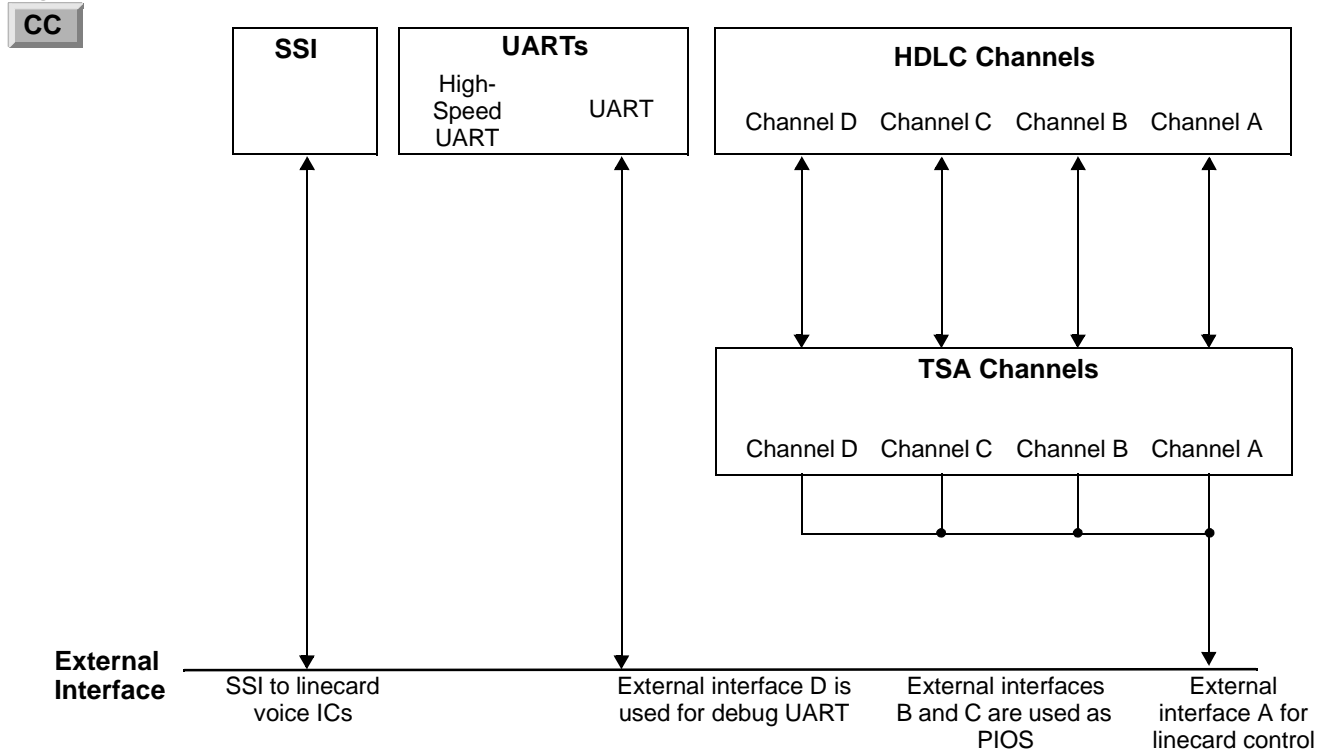 CC
SSI
UARTs
High-
Speed
UART
UART
HDLC Channels
Channel D Channel C Channel B Channel A
TSA Channels
Channel D Channel C Channel B Channel A
External
Interface
SSI to linecard
voice ICs
External interface D is
used for debug UART
External interfaces
B and C are used as
PIOS
External
interface A for
linecard control